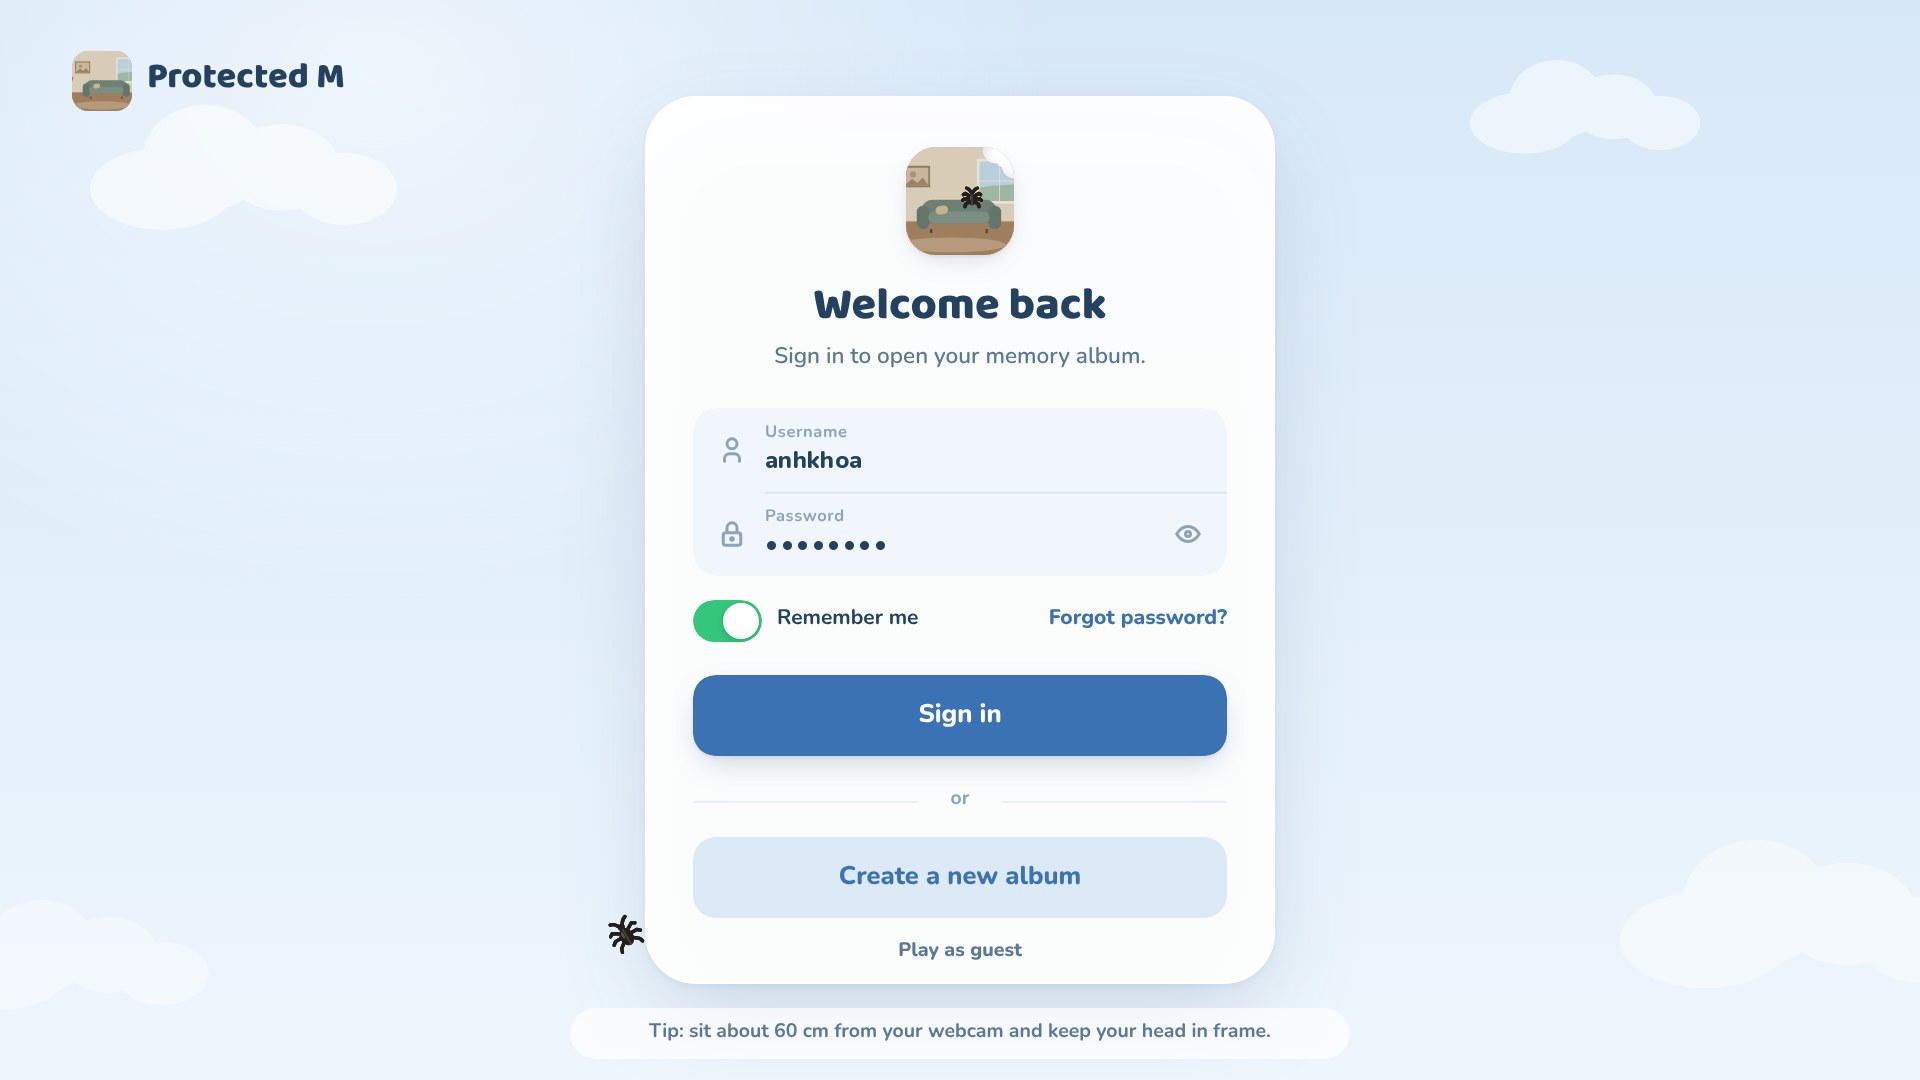 Protected M
Welcome back
Sign in to open your memory album.
Username
anhkhoa
Password
Remember me
Forgot password?
Sign in
or
Create a new album
Play as guest
Tip: sit about 60 cm from your webcam and keep your head in frame.